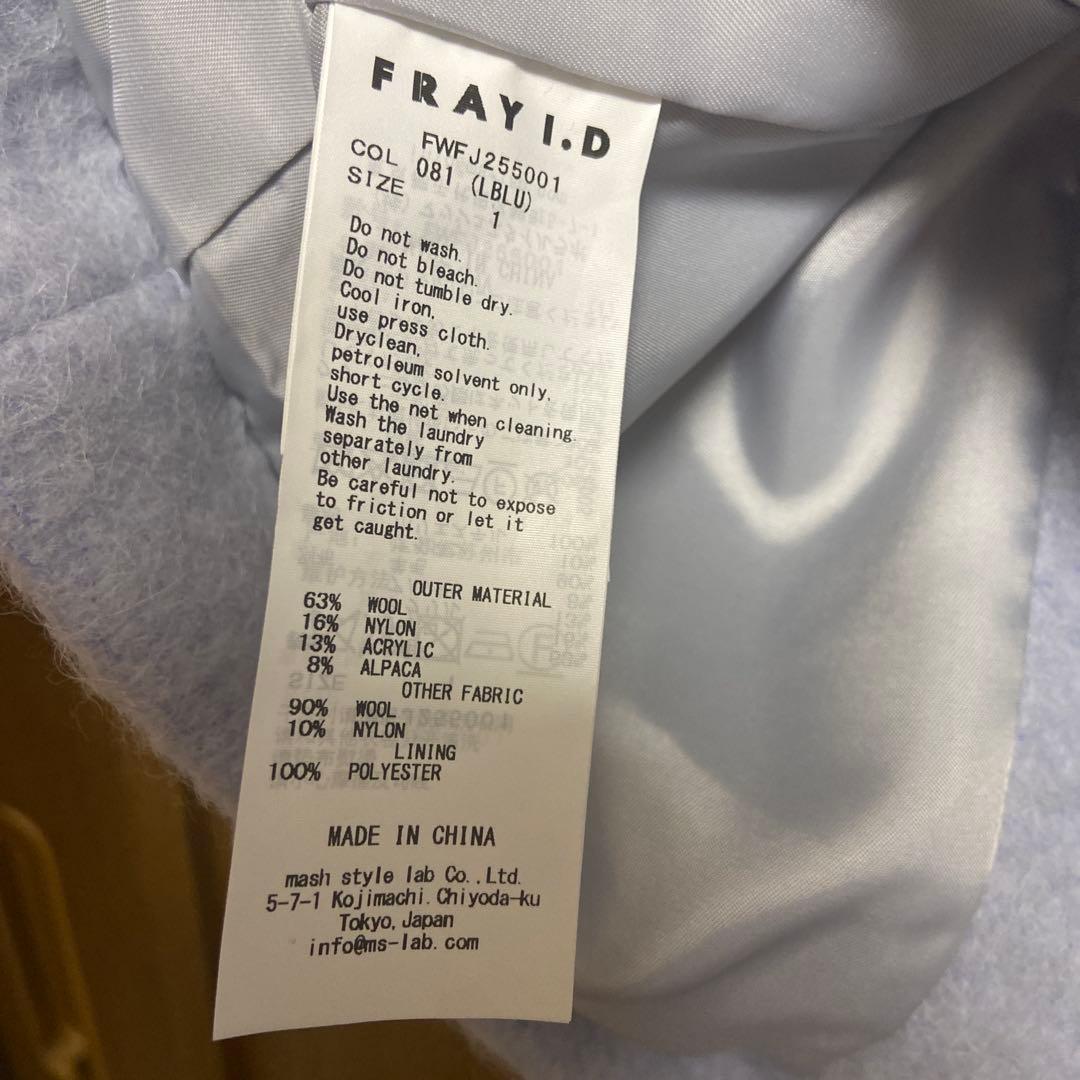 FRAY I.D
FWFJ255001
COL 081 (LBLU)
SIZE 1
Do not wash.
Do not bleach.
Do not tumble dry.
Cool iron,
use press cloth.
Dryclean,
petroleum solvent only,
short cycle.
Use the net when cleaning.
Wash the laundry
separately from
other laundry.
Be careful not to expose
to friction or let it
get caught.
OUTER MATERIAL
63% WOOL
16% NYLON
13% ACRYLIC
8% ALPACA
OTHER FABRIC
90% WOOL
10% NYLON
LINING
100% POLYESTER
MADE IN CHINA
mash style lab Co.,Ltd.
5-7-1 Kojimachi.Chiyoda-ku
Tokyo,Japan
info@ms-lab.com